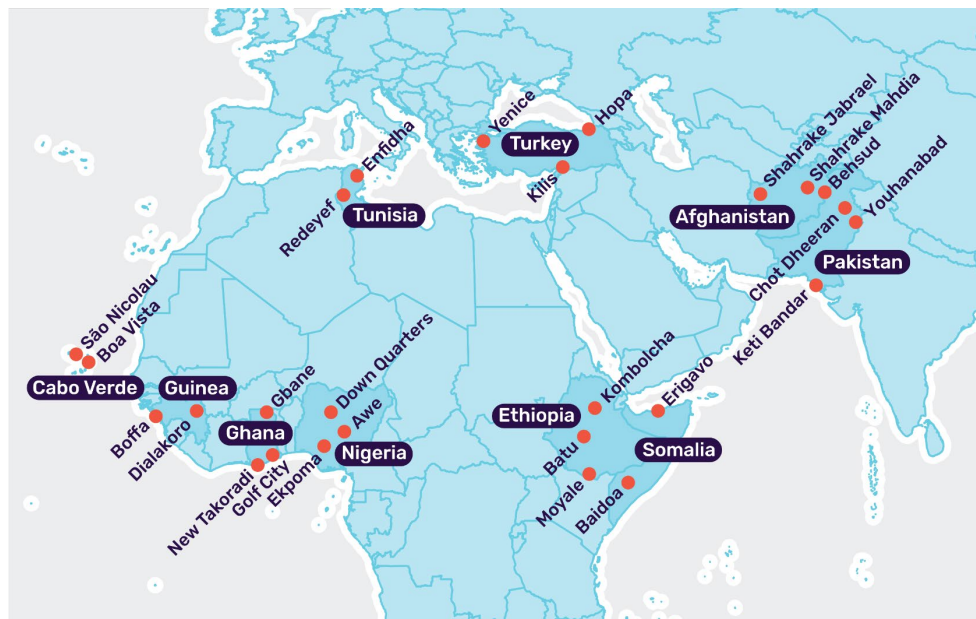 Hopa
Yenice
Turkey
Killis
Enfidha
Redeyef
Tunisia
Shahrake Jabrael
Shahrake Mahdia
Behsud
Youhanabad
Afghanistan
Chot Dheeran
Pakistan
Keti Bandar
São Nicolau
Boa Vista
Cabo Verde
Guinea
Boffa
Dialakoro
Gbane
Ghana
New Takoradi
Golf City
Down Quarters
Awe
Nigeria
Ekpoma
Kombolcha
Erigavo
Ethiopia
Somalia
Batu
Moyale
Baidoa